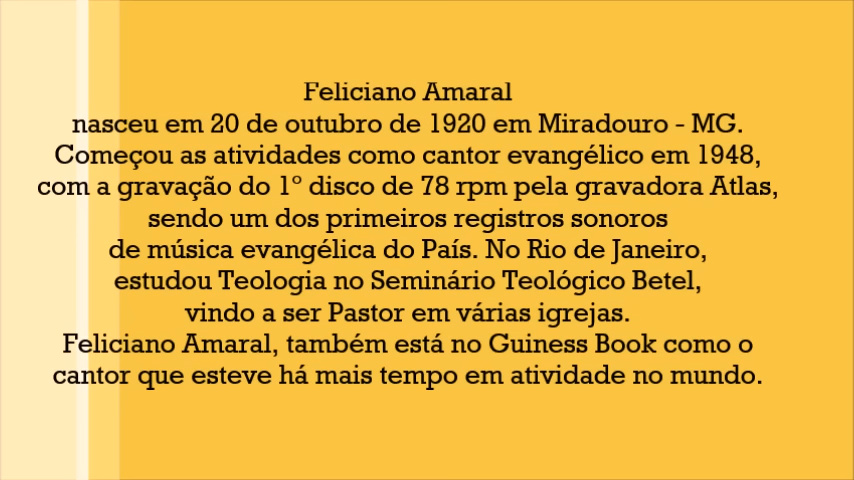 Feliciano Amaral
nasceu em 20 de outubro de 1920 em Miradouro - MG.
Começou as atividades como cantor evangélico em 1948,
com a gravação do 1º disco de 78 rpm pela gravadora Atlas,
sendo um dos primeiros registros sonoros
de música evangélica do País. No Rio de Janeiro,
estudou Teologia no Seminário Teológico Betel,
vindo a ser Pastor em várias igrejas.
Feliciano Amaral, também está no Guiness Book como o
cantor que esteve há mais tempo em atividade no mundo.